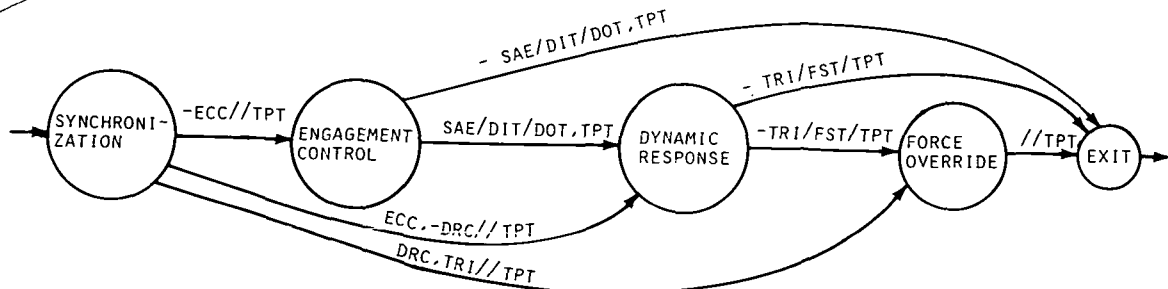 - SAE/DIT/DOT,TPT
- TRI/FST/TPT
SYNCHRONI-
ZATION
-ECC//TPT
ENGAGEMENT
CONTROL
SAE/DIT/DOT,TPT
DYNAMIC
RESPONSE
-TRI/FST/TPT
FORCE
OVERRIDE
//TPT
EXIT
ECC,-DRC//TPT
DRC,TRI//TPT